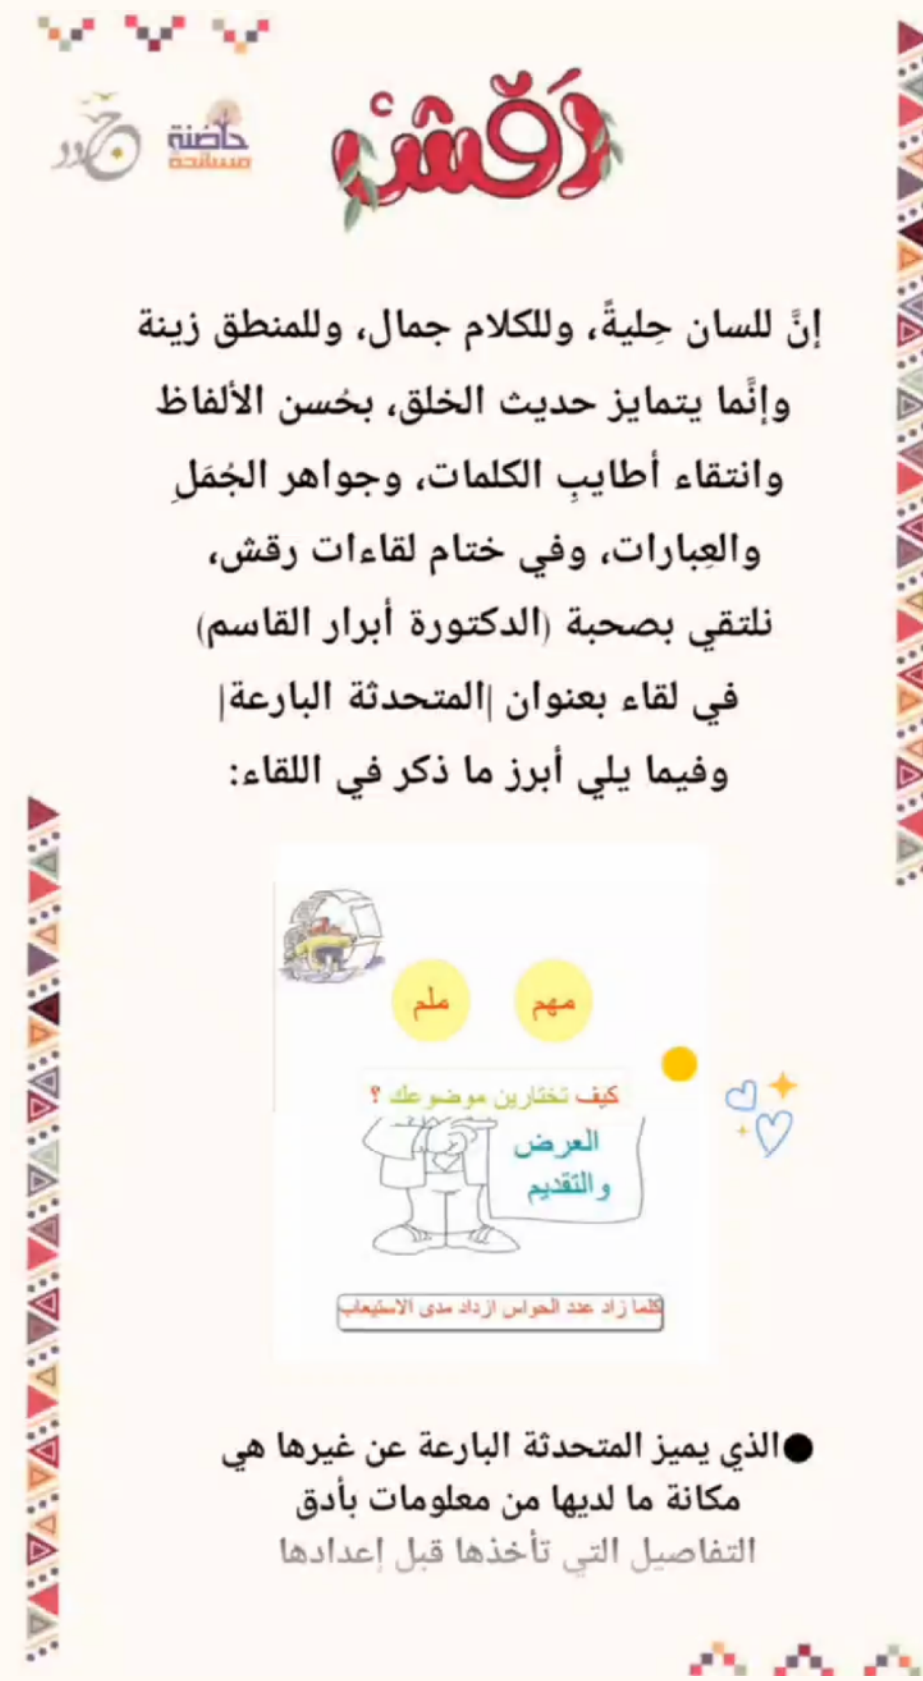 رَقْش
حاضنة
مساندة
إنَّ للسان حِليةً، وللكلام جمال، وللمنطق زينة
وإنَّما يتمايز حديث الخلق، بحُسن الألفاظ
وانتقاء أطايبِ الكلمات، وجواهر الجُمَلِ
والعِبارات، وفي ختام لقاءات رقش،
نلتقي بصحبة (الدكتورة أبرار القاسم)
في لقاء بعنوان |المتحدثة البارعة|
وفيما يلي أبرز ما ذكر في اللقاء:
مهم
ملم
كيف تختارين موضوعك ؟
العرض
والتقديم
كلما زاد عدد الحواس ازداد مدى الاستيعاب
●الذي يميز المتحدثة البارعة عن غيرها هي
مكانة ما لديها من معلومات بأدق
التفاصيل التي تأخذها قبل إعدادها